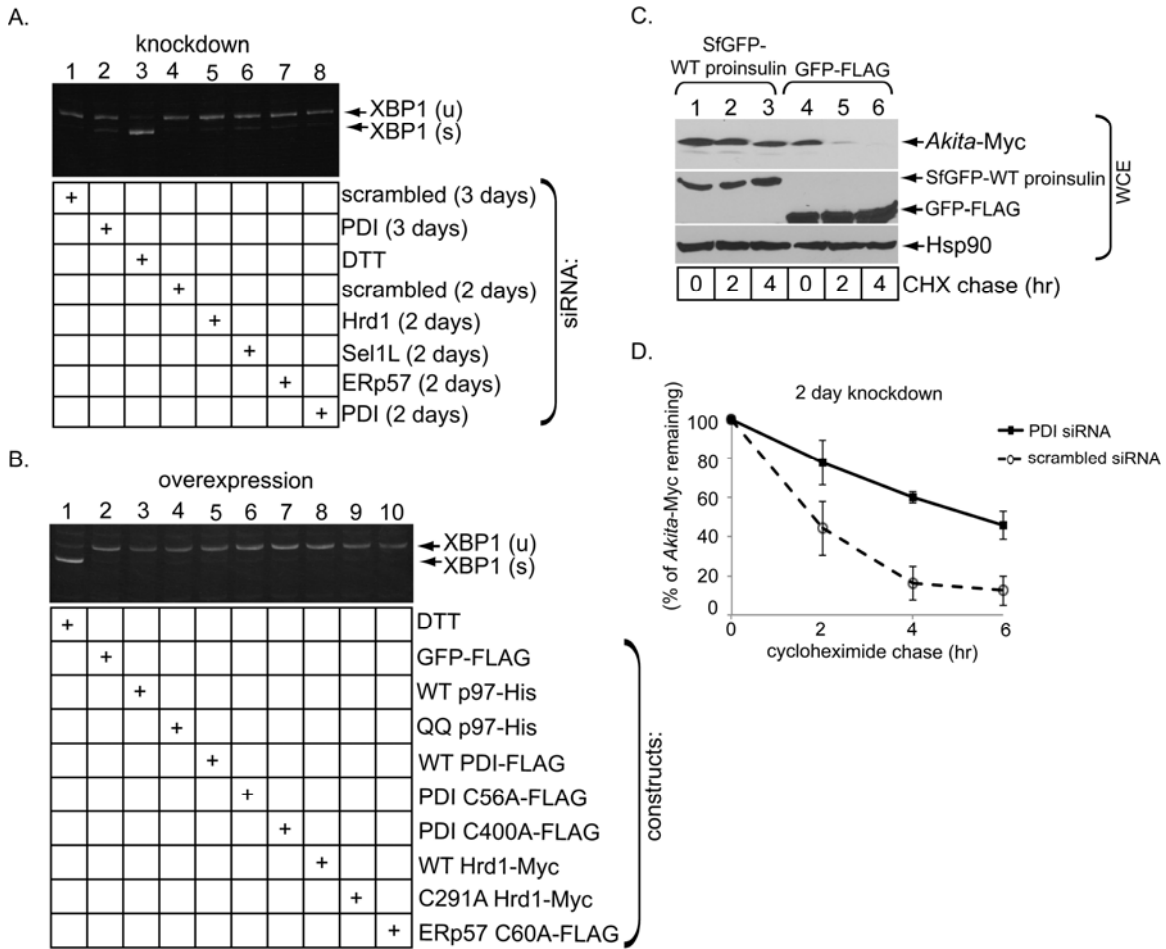 A.
knockdown
1 2 3 4 5 6 7 8
XBP1 (u)
XBP1 (s)
+ scrambled (3 days)
+ PDI (3 days)
+ DTT
+ scrambled (2 days)
+ Hrd1 (2 days)
+ Sel1L (2 days)
+ ERp57 (2 days)
+ PDI (2 days)
siRNA:
B.
overexpression
1 2 3 4 5 6 7 8 9 10
XBP1 (u)
XBP1 (s)
+ DTT
+ GFP-FLAG
+ WT p97-His
+ QQ p97-His
+ WT PDI-FLAG
+ PDI C56A-FLAG
+ PDI C400A-FLAG
+ WT Hrd1-Myc
+ C291A Hrd1-Myc
+ ERp57 C60A-FLAG
constructs:
C.
SfGFP-
WT proinsulin GFP-FLAG
1 2 3 4 5 6
Akita-Myc
SfGFP-WT proinsulin
GFP-FLAG
Hsp90
WCE
0 2 4 0 2 4 CHX chase (hr)
D.
2 day knockdown
(% of Akita-Myc remaining)
100
80
60
40
20
0
0 2 4 6
cycloheximide chase (hr)
PDI siRNA
scrambled siRNA